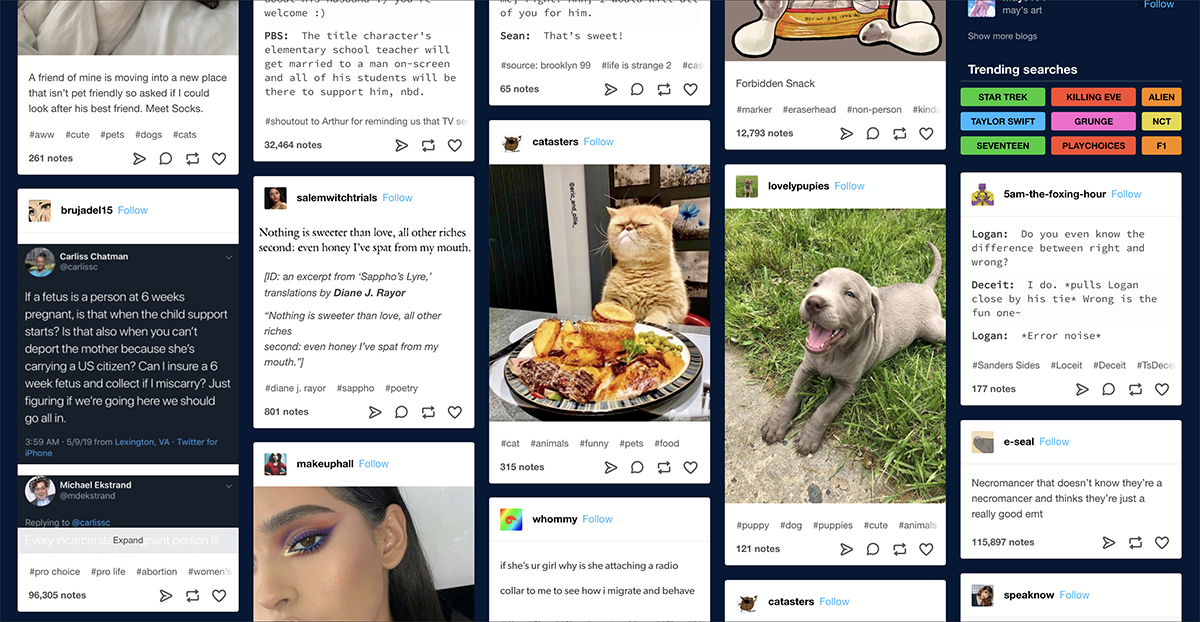 A friend of mine is moving into a new place
that isn't pet friendly so asked if I could
look after his best friend. Meet Socks.
#aww #cute #pets #dogs #cats
261 notes
brujadel15 Follow
Carliss Chatman
@carlissc
If a fetus is a person at 6 weeks
pregnant, is that when the child support
starts? Is that also when you can't
deport the mother because she's
carrying a US citizen? Can I insure a 6
week fetus and collect if I miscarry? Just
figuring if we're going here we should
go all in.
3:59 AM · 5/9/19 from Lexington, VA · Twitter for
iPhone
Michael Ekstrand
@mdekstrand
Replying to @carlissc
Every person is
Expand
#pro choice #pro life #abortion #women's
96,305 notes
welcome :)
PBS: The title character's
elementary school teacher will
get married to a man on-screen
and all of his students will be
there to support him, nbd.
#shoutout to Arthur for reminding us that TV
32,464 notes
salemwitchtrials Follow
Nothing is sweeter than love, all other riches
second: even honey I've spat from my mouth.
[ID: an excerpt from 'Sappho's Lyre,'
translations by Diane J. Rayor
“Nothing is sweeter than love, all other
riches
second: even honey I've spat from my
mouth.”]
#diane j. rayor #sappho #poetry
801 notes
makeuphall Follow
of you for him.
Sean: That's sweet!
#source: brooklyn 99 #life is strange 2
65 notes
catasters Follow
#cat #animals #funny #pets #food
315 notes
whommy Follow
if she's ur girl why is she attaching a radio
collar to me to see how i migrate and behave
Forbidden Snack
#marker #eraserhead #non-person
12,793 notes
lovelypupies Follow
#puppy #dog #puppies #cute #animals
121 notes
catasters Follow
may's art
Follow
Show more blogs
Trending searches
STAR TREK KILLING EVE ALIEN
TAYLOR SWIFT GRUNGE NCT
SEVENTEEN PLAYCHOICES F1
5am-the-foxing-hour Follow
Logan: Do you even know the
difference between right and
wrong?
Deceit: I do. *pulls Logan
close by his tie* Wrong is the
fun one~
Logan: *Error noise*
#Sanders Sides #Loceit #Deceit
177 notes
e-seal Follow
Necromancer that doesn't know they're a
necromancer and thinks they're just a
really good emt
115,897 notes
speaknow Follow